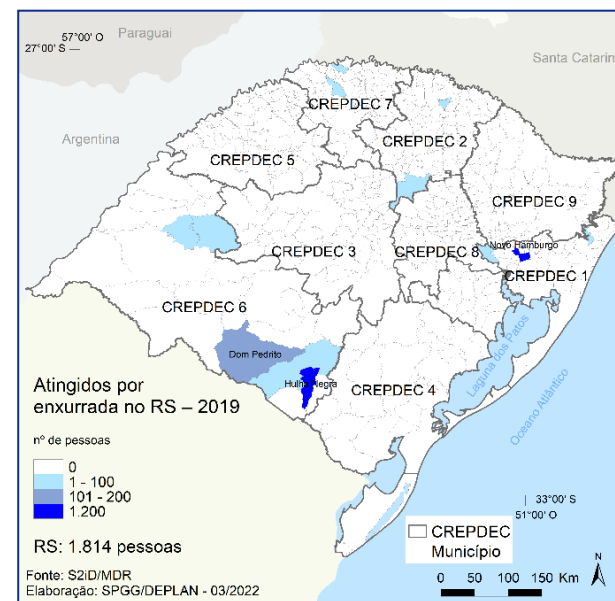 57°00' O
27°00' S
Paraguai
Santa Catarin
Argentina
CREPDEC 7
CREPDEC 2
CREPDEC 5
CREPDEC 9
CREPDEC 3
CREPDEC 8
Novo Hamburgo
CREPDEC 1
CREPDEC 6
Dom Pedrito
Hulha Negra
CREPDEC 4
Laguna dos Patos
Oceano Atlântico
Atingidos por
enxurrada no RS – 2019
nº de pessoas
0
1 - 100
101 - 200
1.200
RS: 1.814 pessoas
Fonte: S2iD/MDR
Elaboração: SPGG/DEPLAN - 03/2022
33°00' S
51°00' O
CREPDEC
Município
N
0 50 100 150 Km